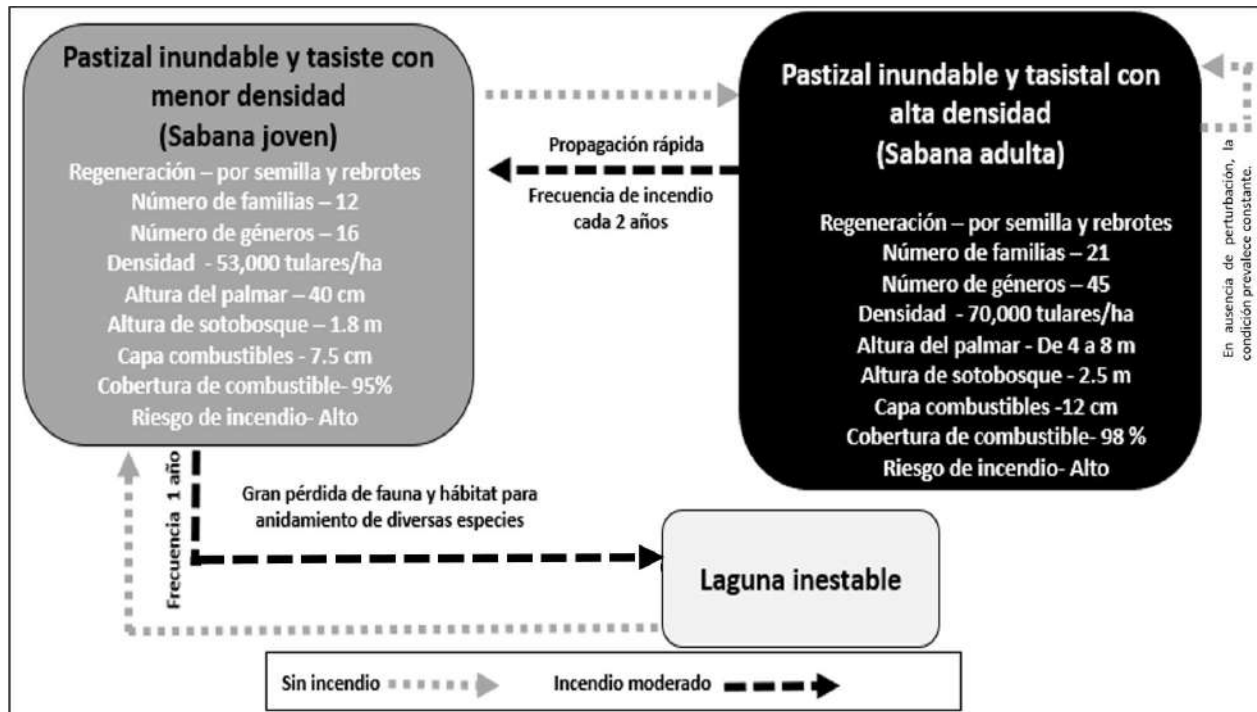 Pastizal inundable y tasiste con
menor densidad
(Sabana joven)
Regeneración – por semilla y rebrotes
Número de familias – 12
Número de géneros – 16
Densidad - 53,000 tulares/ha
Altura del palmar – 40 cm
Altura de sotobosque – 1.8 m
Capa combustibles - 7.5 cm
Cobertura de combustible- 95%
Riesgo de incendio- Alto
Propagación rápida
Frecuencia de incendio
cada 2 años
Pastizal inundable y tasistal con
alta densidad
(Sabana adulta)
Regeneración – por semilla y rebrotes
Número de familias – 21
Número de géneros – 45
Densidad - 70,000 tulares/ha
Altura del palmar - De 4 a 8 m
Altura de sotobosque - 2.5 m
Capa combustibles -12 cm
Cobertura de combustible- 98 %
Riesgo de incendio- Alto
En ausencia de perturbación, la
condición prevalece constante.
Frecuencia 1 año
Gran pérdida de fauna y hábitat para
anidamiento de diversas especies
Laguna inestable
Sin incendio
Incendio moderado